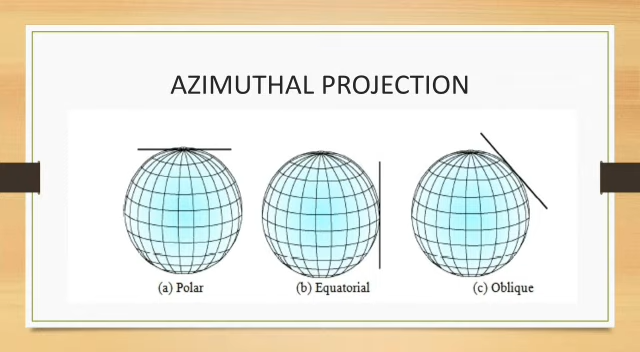 AZIMUTHAL PROJECTION
(a) Polar
(b) Equatorial
(c) Oblique